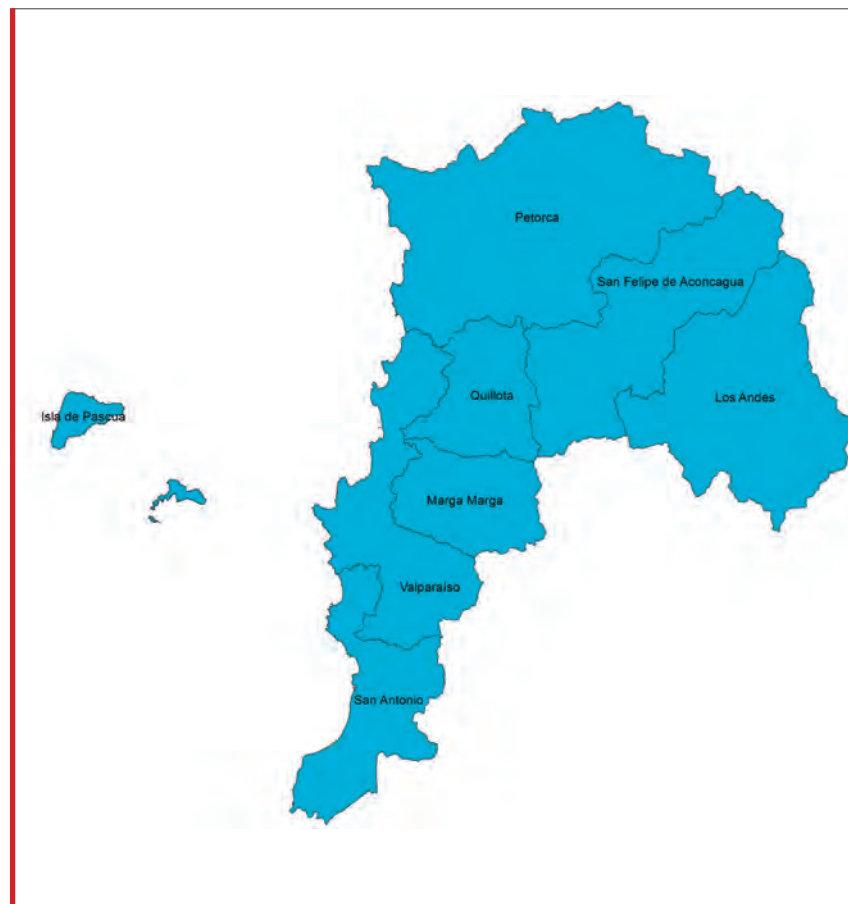 Petorca
San Felipe de Aconcagua
Quillota
Los Andes
Isla de Pascua
Marga Marga
Valparaíso
San Antonio